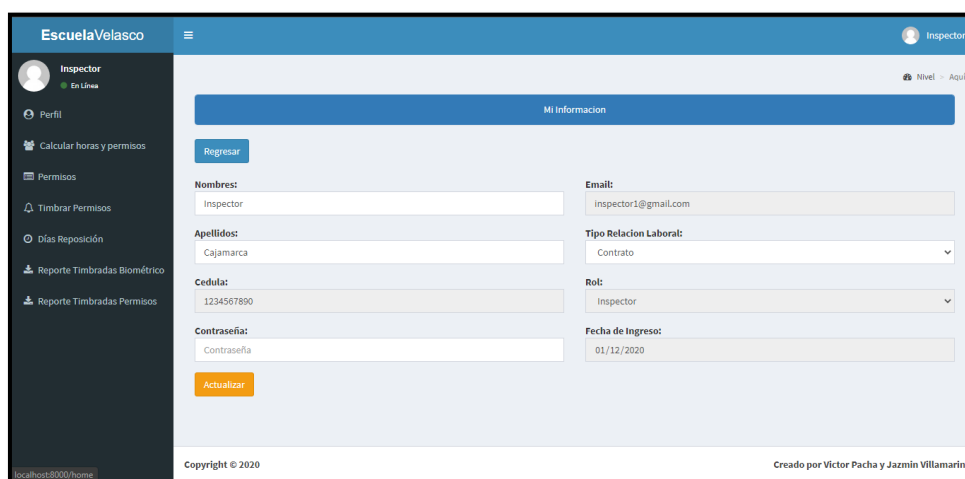 EscuelaVelasco
Inspector
Inspector
En Línea
Nivel > Aquí
Perfil
Calcular horas y permisos
Permisos
Timbrar Permisos
Días Reposición
Reporte Timbradas Biométrico
Reporte Timbradas Permisos
Mi Informacion
Regresar
Nombres:
Inspector
Email:
inspector1@gmail.com
Apellidos:
Cajamarca
Tipo Relacion Laboral:
Contrato
Cedula:
1234567890
Rol:
Inspector
Contraseña:
Contraseña
Fecha de Ingreso:
01/12/2020
Actualizar
localhost:8000/home
Copyright © 2020
Creado por Victor Pacha y Jazmin Villamarin